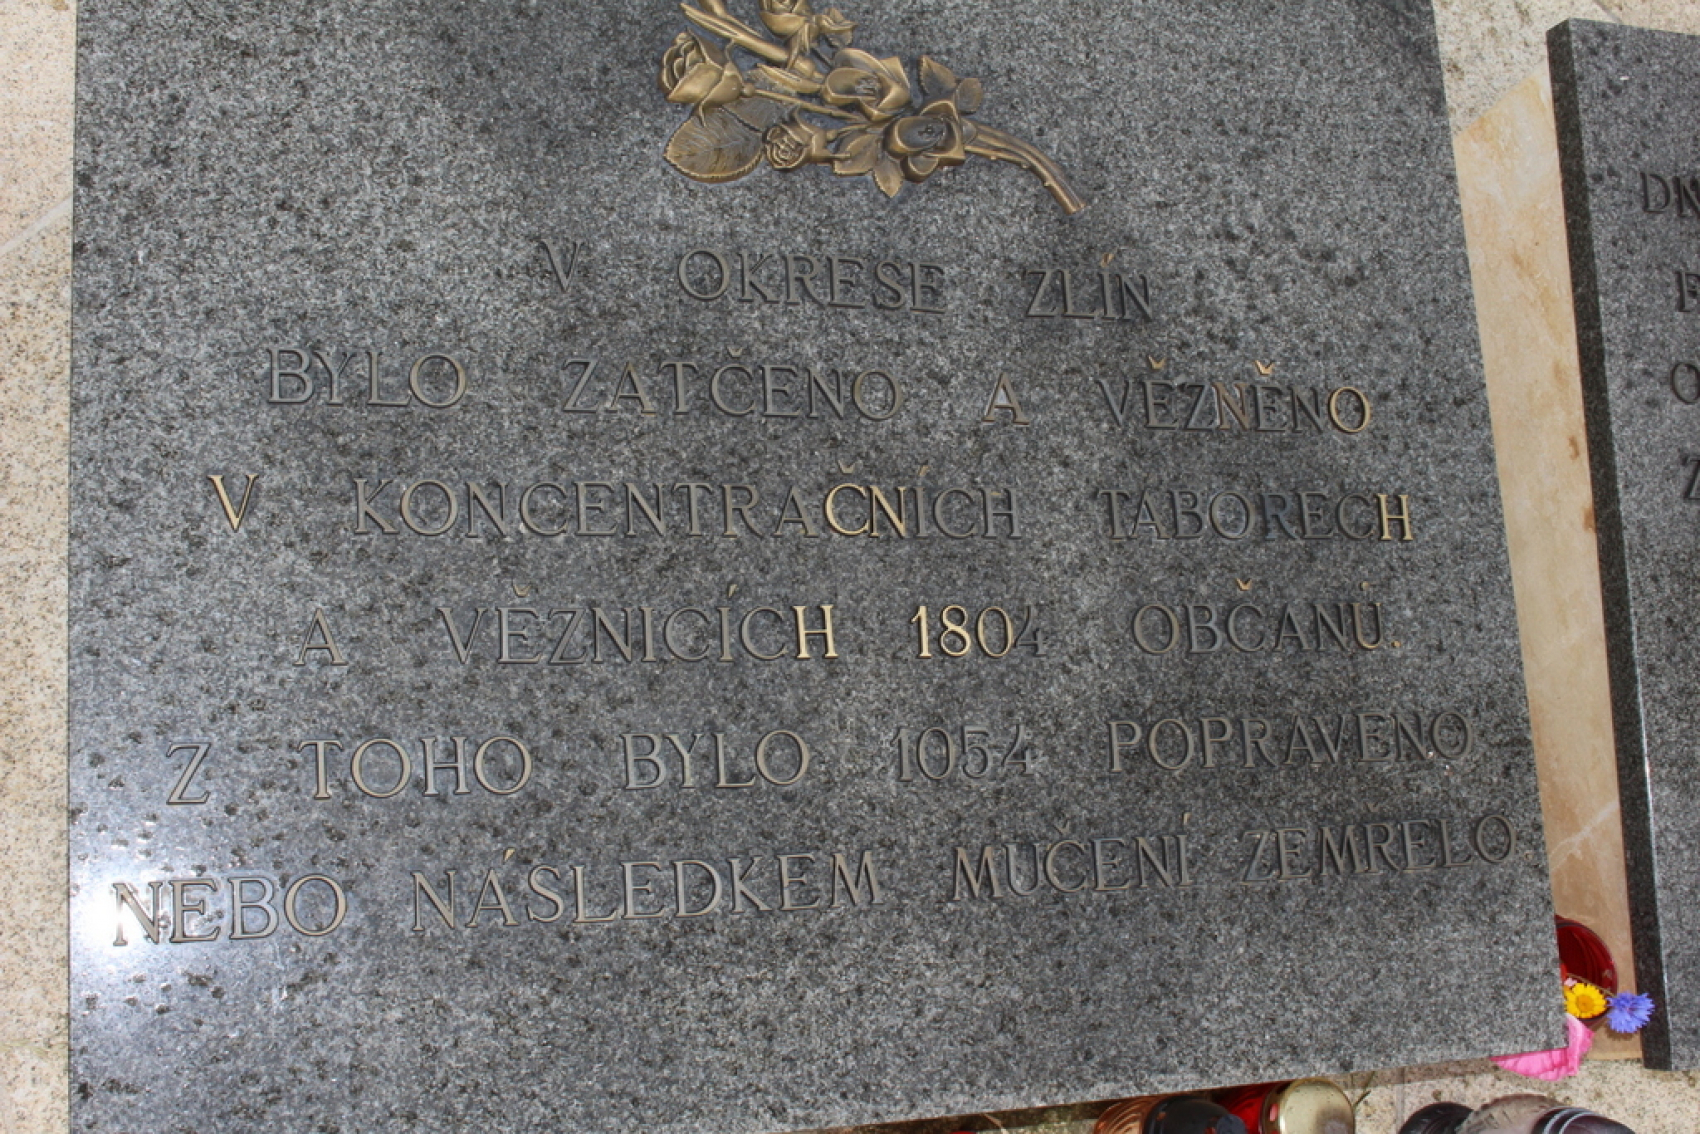 V OKRESE ZLÍN
BYLO ZATČENO A VĚZNĚNO
V KONCENTRAČNÍCH TÁBORECH
A VĚZNICÍCH 1804 OBČANŮ.
Z TOHO BYLO 1054 POPRAVENO
NEBO NÁSLEDKEM MUČENÍ ZEMŘELO.